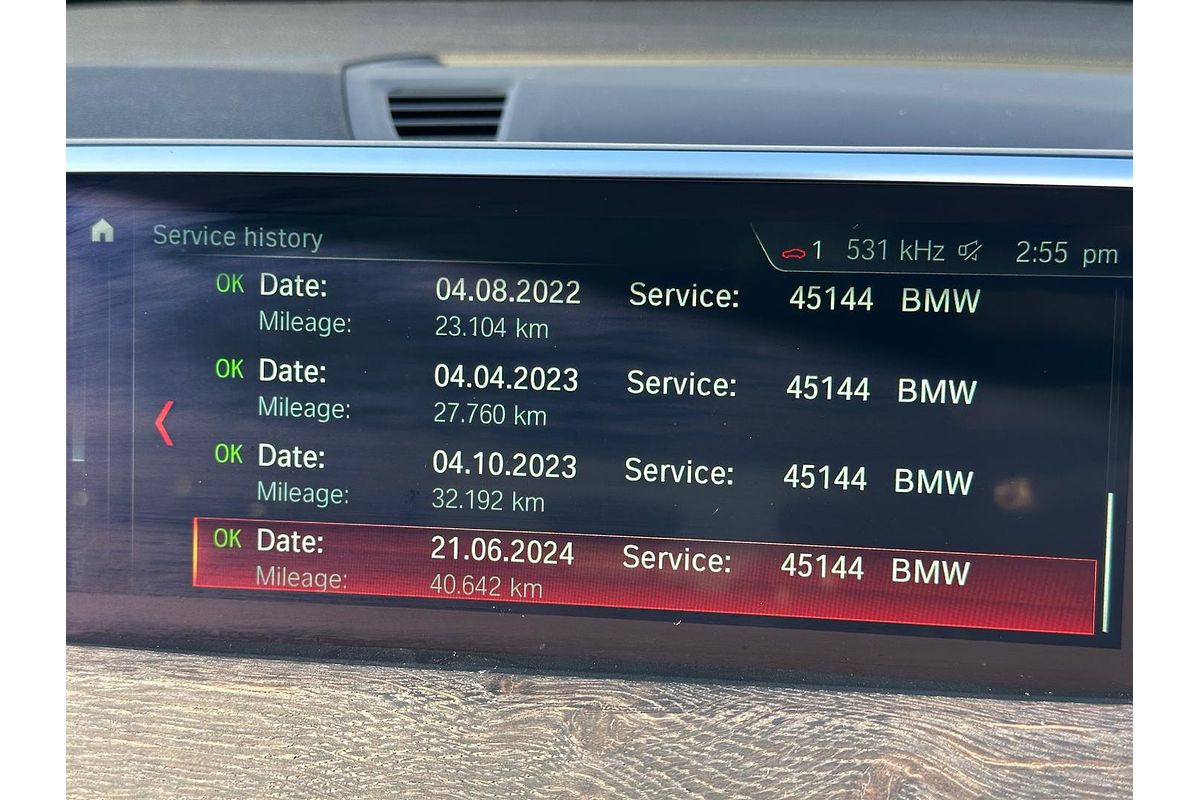 Service history
1 531 kHz 2:55 pm
OK Date: 04.08.2022 Service: 45144 BMW
Mileage: 23.104 km
OK Date: 04.04.2023 Service: 45144 BMW
Mileage: 27.760 km
OK Date: 04.10.2023 Service: 45144 BMW
Mileage: 32.192 km
OK Date: 21.06.2024 Service: 45144 BMW
Mileage: 40.642 km